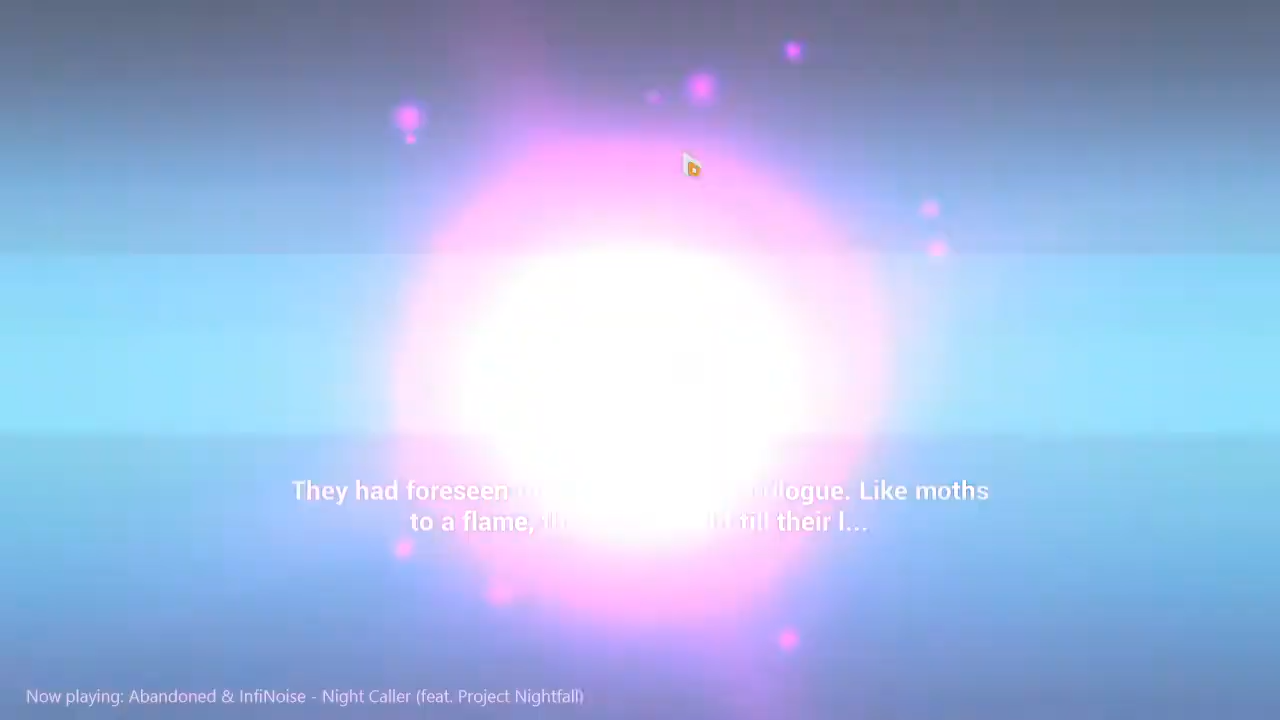 They had foreseen logue. Like moths
to a flame, till their l...
Now playing: Abandoned & InfiNoise - Night Caller (feat. Project Nightfall)